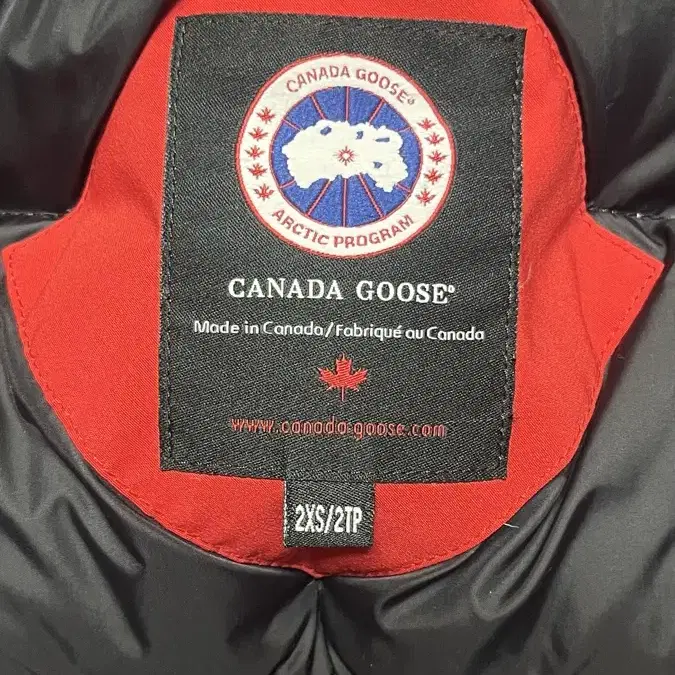 CANADA GOOSE®
ARCTIC PROGRAM
CANADA GOOSE®
Made in Canada/Fabriqué au Canada
www.canada-goose.com
2XS/2TP